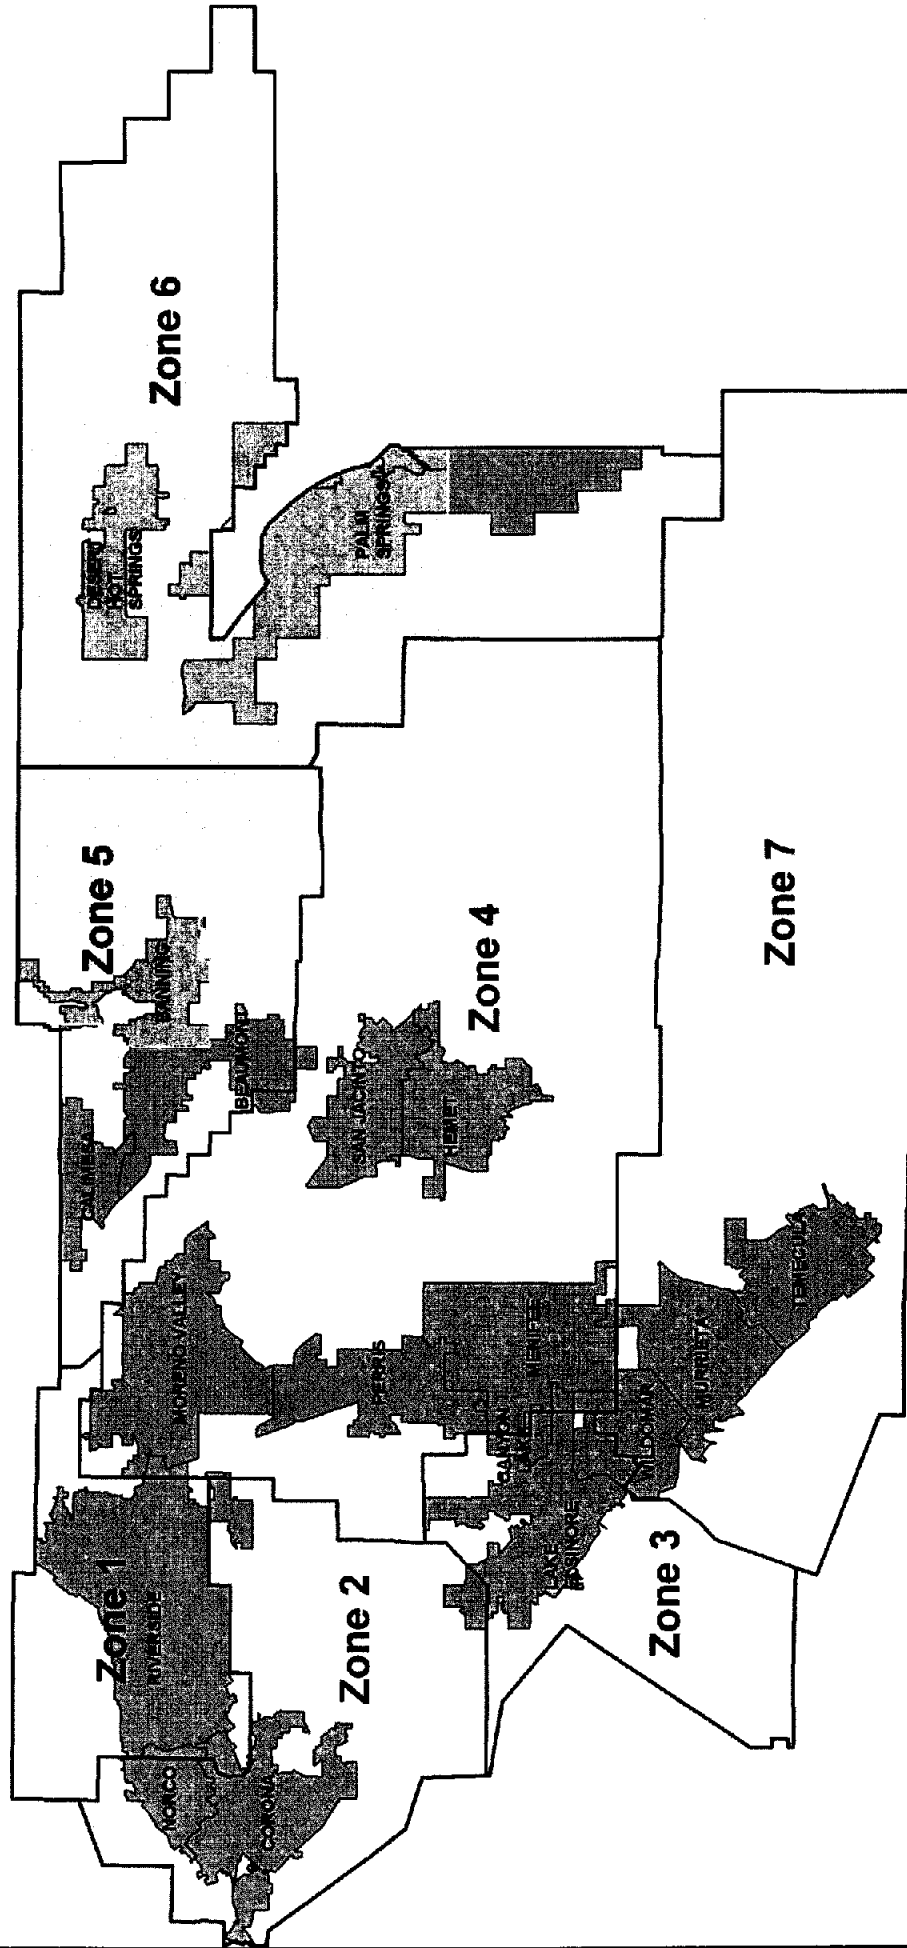 Zone 1
RIVERSIDE
NORCO
CORONA
Zone 2
MORENO VALLEY
PERRIS
CANYON
LAKE
MENIFEE
LAKE
ELSINORE
WILDOMAR
MURRIETA
TEMECULA
Zone 3
CALIMESA
BEAUMONT
BANNING
Zone 5
SAN JACINTO
HEMET
Zone 4
DESERT
HOT
SPRINGS
PALM
SPRINGS
Zone 6
Zone 7